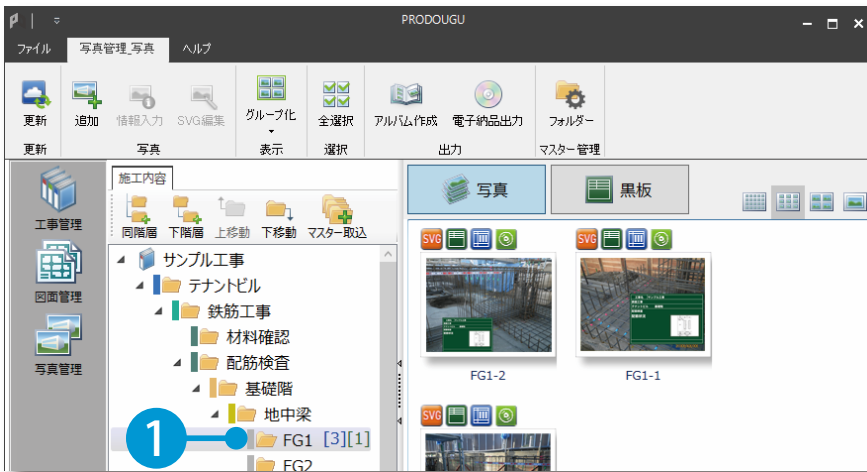 PRODOUGU
ファイル 写真管理_写真 ヘルプ
更新 追加 情報入力 SVG編集 グループ化 全選択 アルバム作成 電子納品出力 フォルダー
更新 写真 表示 選択 出力 マスター管理
工事管理
図面管理
写真管理
施工内容
同階層 下階層 上移動 下移動 マスター取込
サンプル工事
テナントビル
鉄筋工事
材料確認
配筋検査
基礎階
地中梁
1
FG1 [3][1]
FG2
写真 黒板
SVG SVG
FG1-2 FG1-1
SVG